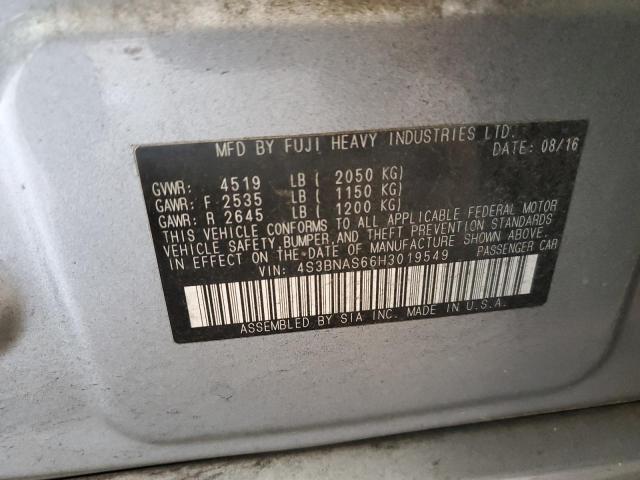 MFD BY FUJI HEAVY INDUSTRIES LTD.
DATE: 08/16
GVWR: 4519 LB ( 2050 KG)
GAWR: F 2535 LB ( 1150 KG)
GAWR: R 2645 LB ( 1200 KG)
THIS VEHICLE CONFORMS TO ALL APPLICABLE FEDERAL MOTOR
VEHICLE SAFETY, BUMPER, AND THEFT PREVENTION STANDARDS
IN EFFECT ON THE DATE OF MANUFACTURE SHOWN ABOVE.
VIN: 4S3BNAS66H3019549 PASSENGER CAR
ASSEMBLED BY SIA INC. MADE IN U.S.A.